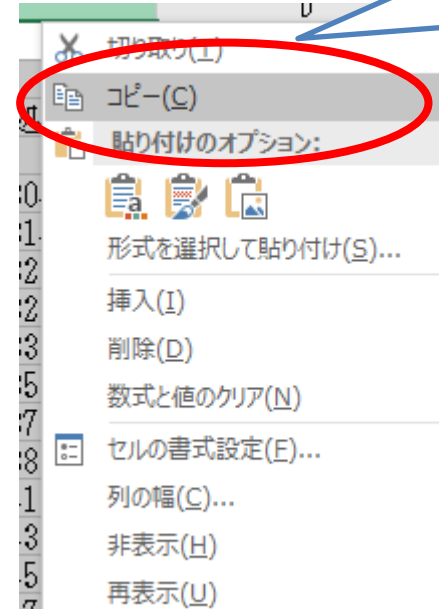 D
切り取り(T)
コピー(C)
貼り付けのオプション:
形式を選択して貼り付け(S)...
挿入(I)
削除(D)
数式と値のクリア(N)
セルの書式設定(F)...
列の幅(C)...
非表示(H)
再表示(U)